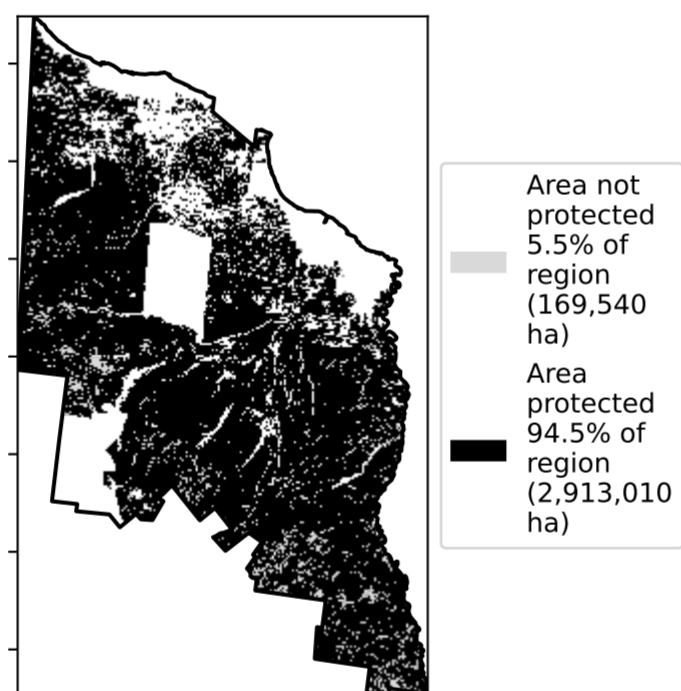 Area not
protected
5.5% of
region
(169,540
ha)
Area
protected
94.5% of
region
(2,913,010
ha)